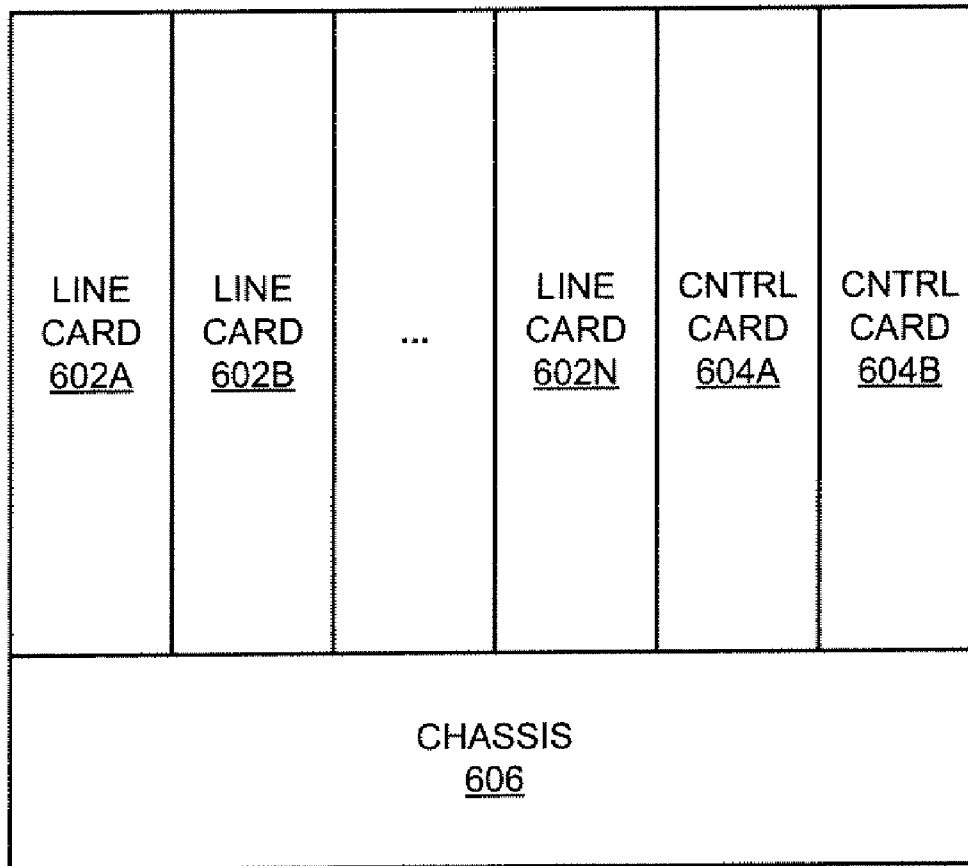 LINE CARD 602A
LINE CARD 602B
...
LINE CARD 602N
CNTRL CARD 604A
CNTRL CARD 604B
CHASSIS
606